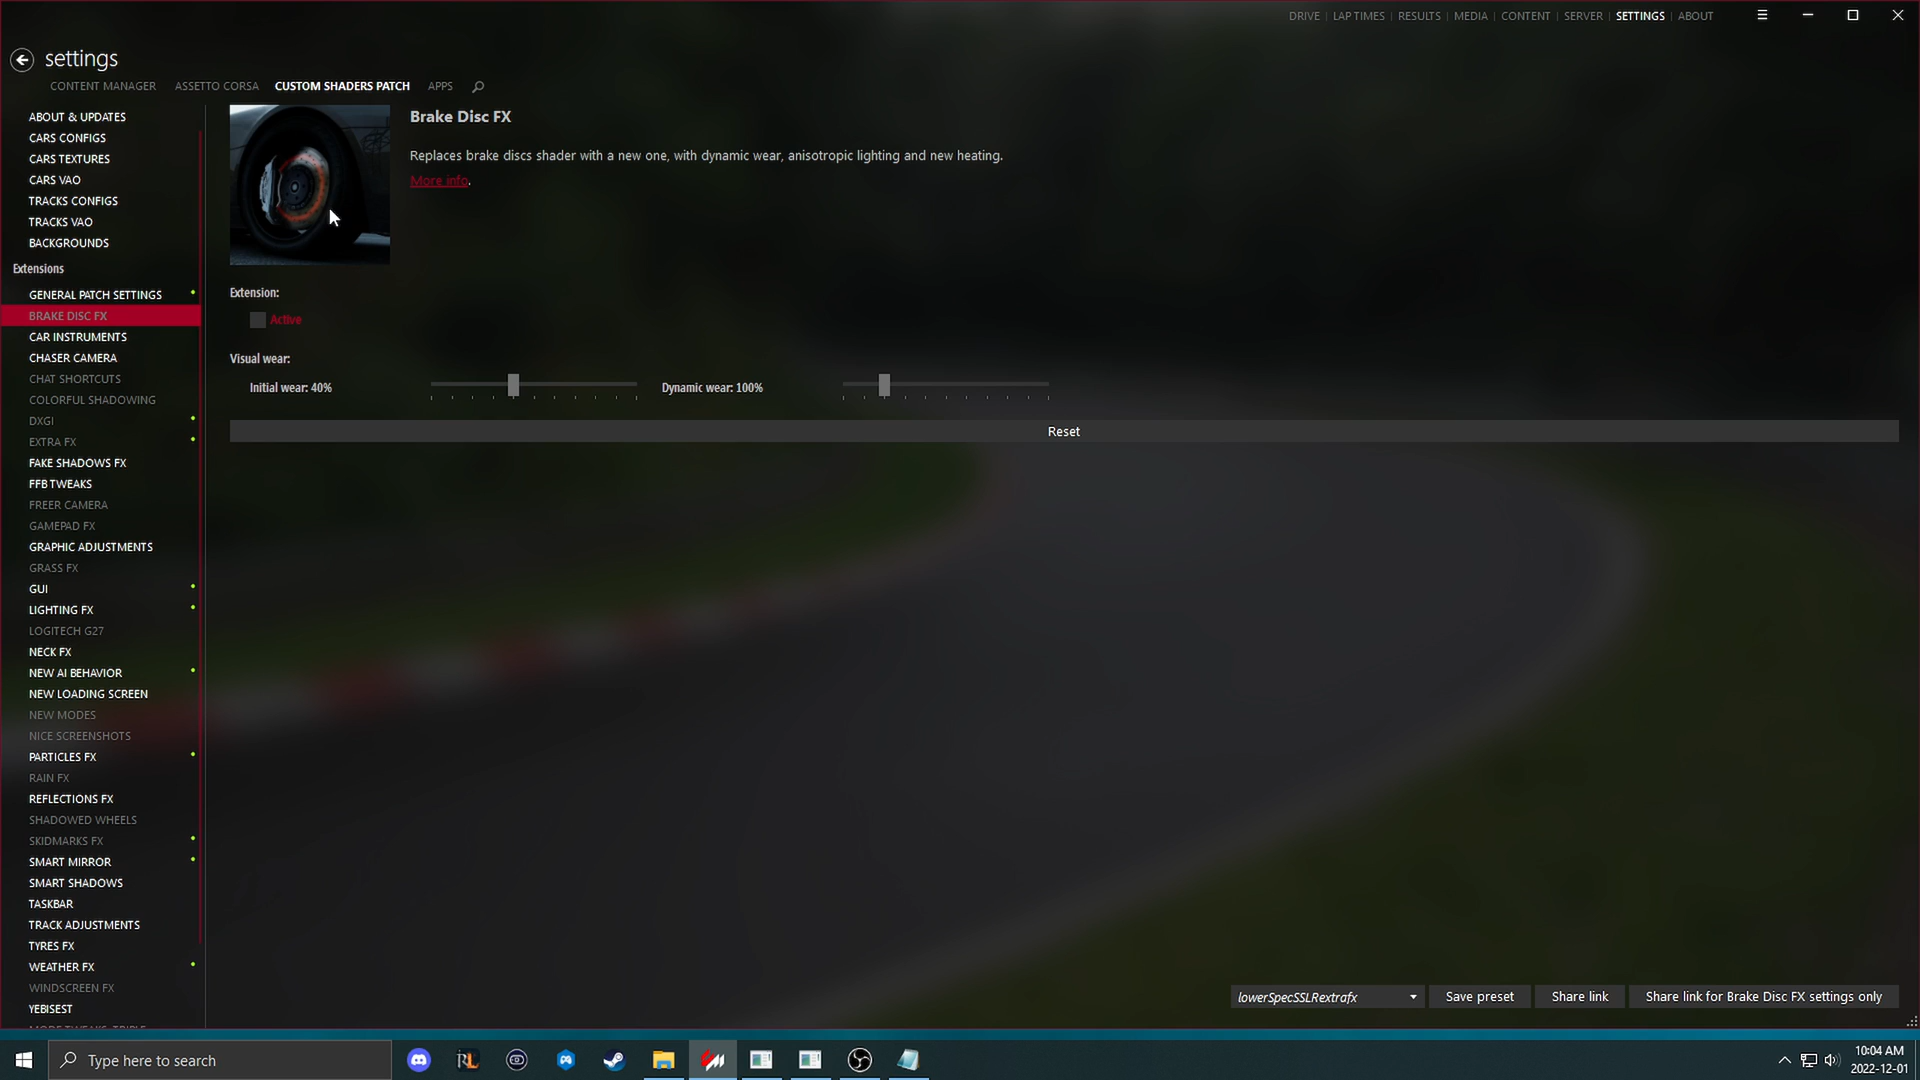 DRIVE | LAP TIMES | RESULTS | MEDIA | CONTENT | SERVER | SETTINGS | ABOUT
settings
CONTENT MANAGER ASSETTO CORSA CUSTOM SHADERS PATCH APPS
ABOUT & UPDATES
CARS CONFIGS
CARS TEXTURES
CARS VAO
TRACKS CONFIGS
TRACKS VAO
BACKGROUNDS
Extensions
GENERAL PATCH SETTINGS
BRAKE DISC FX
CAR INSTRUMENTS
CHASER CAMERA
CHAT SHORTCUTS
COLORFUL SHADOWING
DXGI
EXTRA FX
FAKE SHADOWS FX
FFB TWEAKS
FREER CAMERA
GAMEPAD FX
GRAPHIC ADJUSTMENTS
GRASS FX
GUI
LIGHTING FX
LOGITECH G27
NECK FX
NEW AI BEHAVIOR
NEW LOADING SCREEN
NEW MODES
NICE SCREENSHOTS
PARTICLES FX
RAIN FX
REFLECTIONS FX
SHADOWED WHEELS
SKIDMARKS FX
SMART MIRROR
SMART SHADOWS
TASKBAR
TRACK ADJUSTMENTS
TYRES FX
WEATHER FX
WINDSCREEN FX
YEBISEST
Brake Disc FX
Replaces brake discs shader with a new one, with dynamic wear, anisotropic lighting and new heating.
More info.
Extension:
Active
Visual wear:
Initial wear: 40% Dynamic wear: 100%
Reset
lowerSpecSSLRextrafx Save preset Share link Share link for Brake Disc FX settings only
Type here to search
RL
10:04 AM
2022-12-01